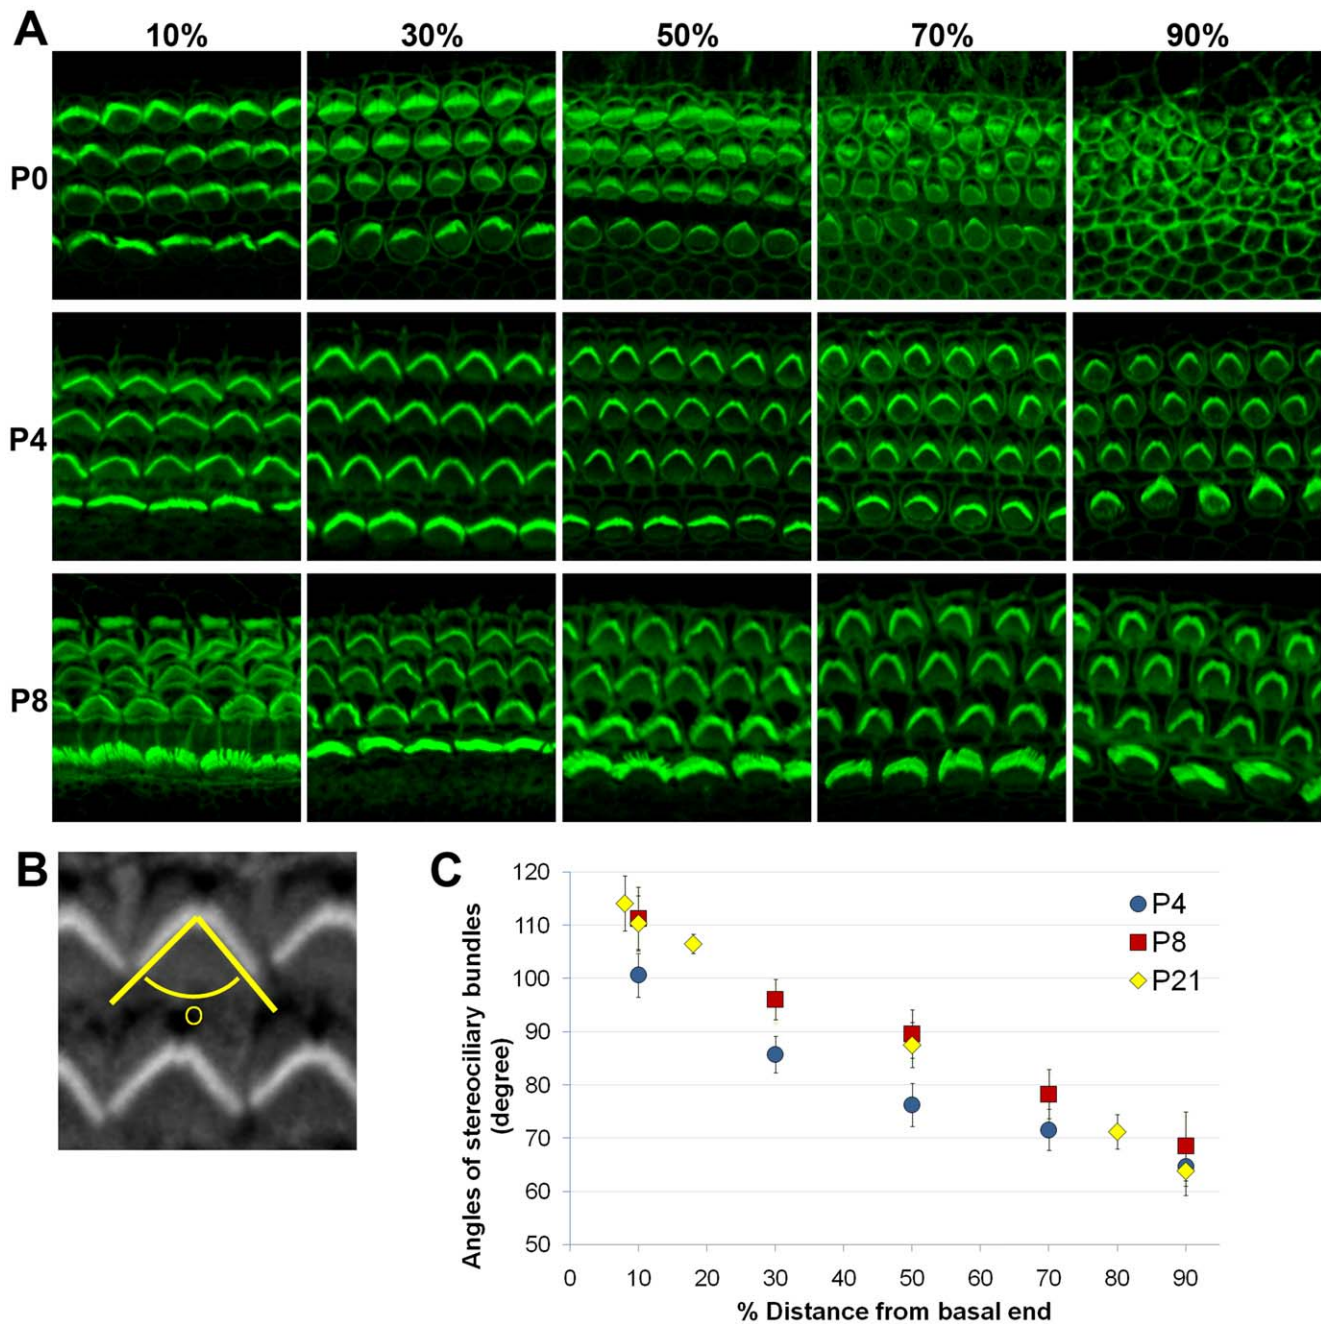 A
10% 30% 50% 70% 90%
P0
P4
P8
B
O
C
Angles of stereociliary bundles
(degree)
120
110
100
90
80
70
60
50
0 10 20 30 40 50 60 70 80 90
% Distance from basal end
P4
P8
P21